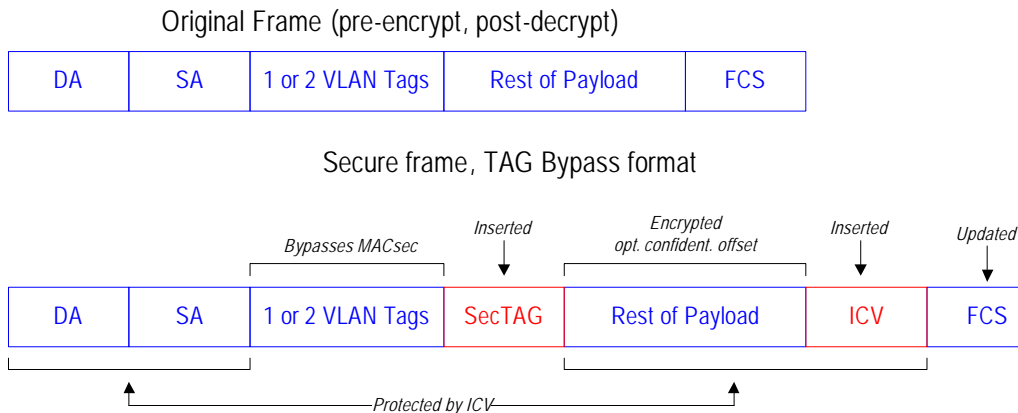 Original Frame (pre-encrypt, post-decrypt)
DA SA 1 or 2 VLAN Tags Rest of Payload FCS
Secure frame, TAG Bypass format
Bypasses MACsec
Inserted
Encrypted
opt. confident. offset
Inserted
Updated
DA SA 1 or 2 VLAN Tags SecTAG Rest of Payload ICV FCS
Protected by ICV